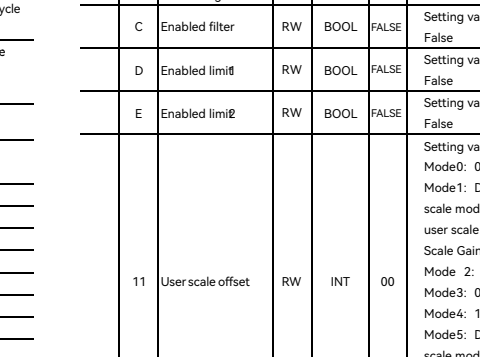 ycle
e
C Enabled filter RW BOOL FALSE Setting va
False
D Enabled limit1 RW BOOL FALSE Setting va
False
E Enabled limit2 RW BOOL FALSE Setting va
False
11 User scale offset RW INT 00 Setting va
Mode0: 0
Mode1: D
scale mod
user scale
Scale Gain
Mode 2:
Mode3: 0
Mode4: 1
Mode5: D
scale mod